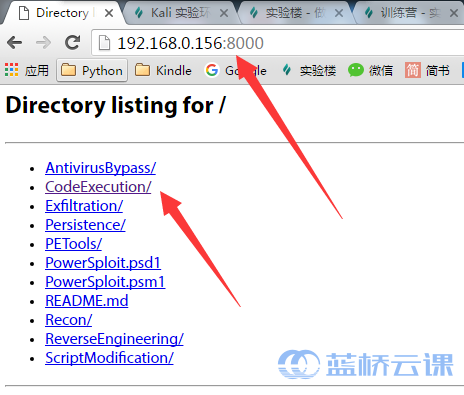 Directory listing for /
Kali 实验环
实验楼 - 做
训练营 - 实
192.168.0.156:8000
应用
Python
Kindle
Google
实验楼
微信
简书
Directory listing for /
AntivirusBypass/
CodeExecution/
Exfiltration/
Persistence/
PETools/
PowerSploit.psd1
PowerSploit.psm1
README.md
Recon/
ReverseEngineering/
ScriptModification/
蓝桥云课